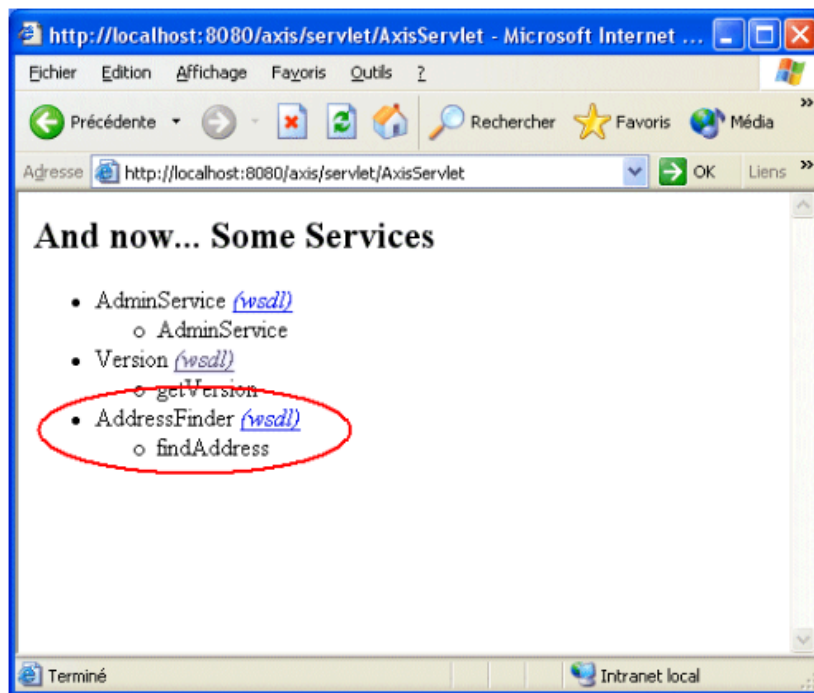 http://localhost:8080/axis/servlet/AxisServlet - Microsoft Internet ...
Fichier Edition Affichage Favoris Outils ?
Précédente Rechercher Favoris Média »
Adresse http://localhost:8080/axis/servlet/AxisServlet OK Liens »
And now... Some Services
• AdminService (wsdl)
o AdminService
• Version (wsdl)
o getVersion
• AddressFinder (wsdl)
o findAddress
Terminé Intranet local